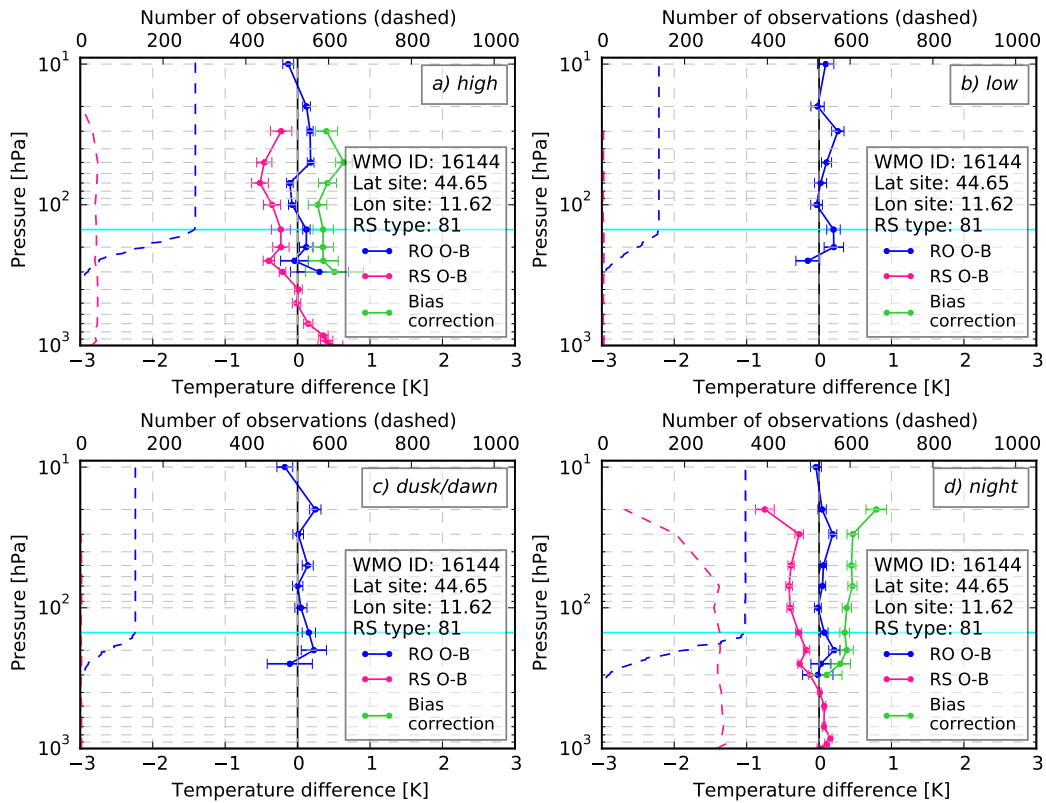 Number of observations (dashed)
0 200 400 600 800 1000
10¹
10²
10³
Pressure [hPa]
a) high
WMO ID: 16144
Lat site: 44.65
Lon site: 11.62
RS type: 81
RO O-B
RS O-B
Bias
correction
−3 −2 −1 0 1 2 3
Temperature difference [K]
Number of observations (dashed)
0 200 400 600 800 1000
10¹
10²
10³
Pressure [hPa]
b) low
WMO ID: 16144
Lat site: 44.65
Lon site: 11.62
RS type: 81
RO O-B
RS O-B
Bias
correction
−3 −2 −1 0 1 2 3
Temperature difference [K]
Number of observations (dashed)
0 200 400 600 800 1000
10¹
10²
10³
Pressure [hPa]
c) dusk/dawn
WMO ID: 16144
Lat site: 44.65
Lon site: 11.62
RS type: 81
RO O-B
RS O-B
Bias
correction
−3 −2 −1 0 1 2 3
Temperature difference [K]
Number of observations (dashed)
0 200 400 600 800 1000
10¹
10²
10³
Pressure [hPa]
d) night
WMO ID: 16144
Lat site: 44.65
Lon site: 11.62
RS type: 81
RO O-B
RS O-B
Bias
correction
−3 −2 −1 0 1 2 3
Temperature difference [K]